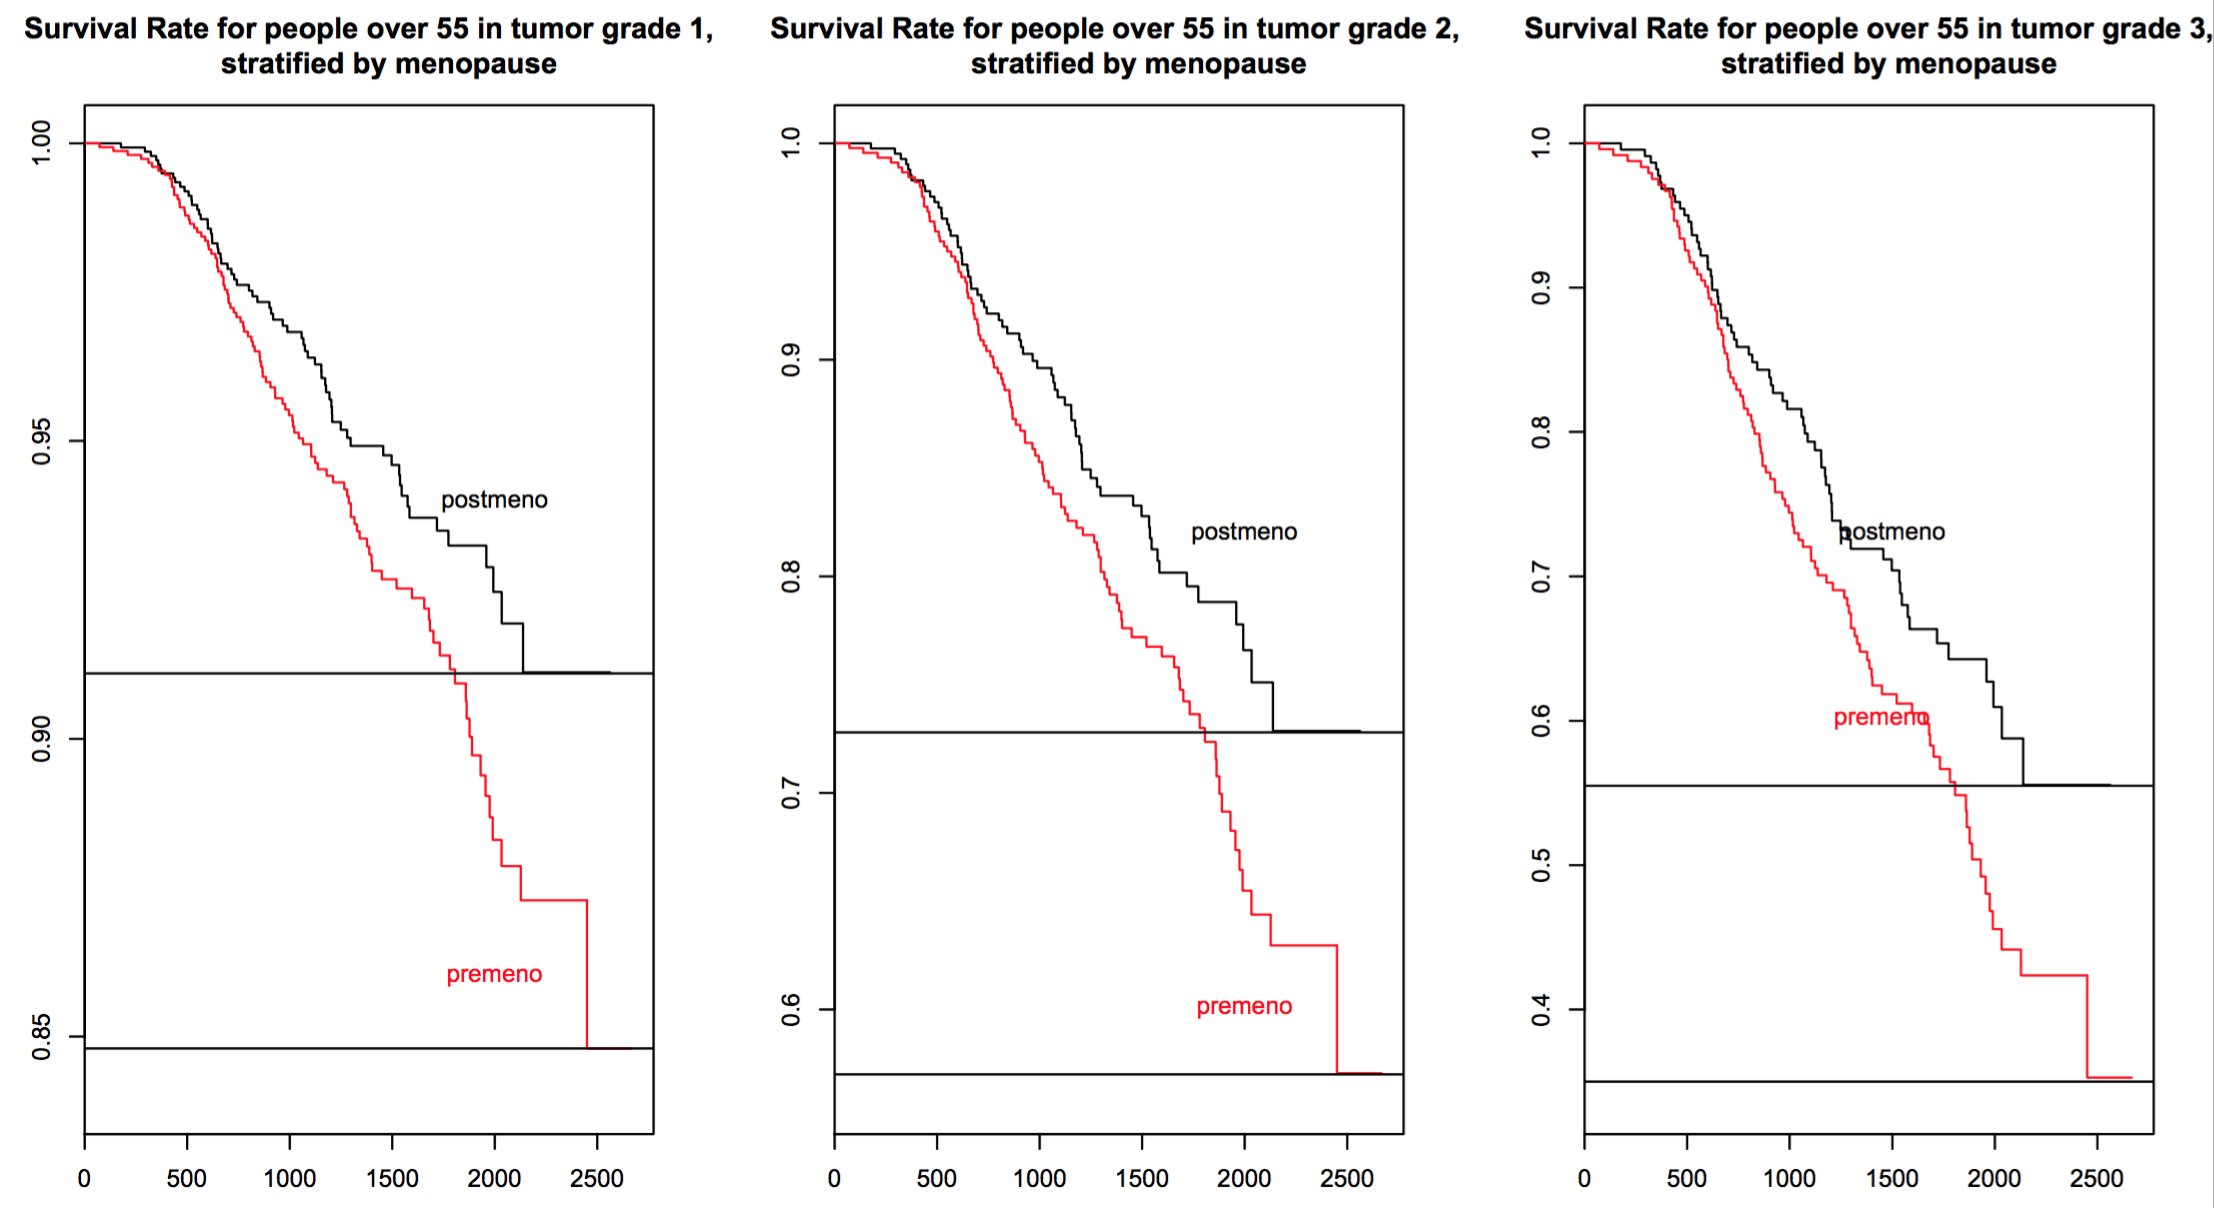 Survival Rate for people over 55 in tumor grade 1,
stratified by menopause
1.00
0.95
0.90
0.85
postmeno
premeno
0 500 1000 1500 2000 2500
Survival Rate for people over 55 in tumor grade 2,
stratified by menopause
1.0
0.9
0.8
0.7
0.6
postmeno
premeno
0 500 1000 1500 2000 2500
Survival Rate for people over 55 in tumor grade 3,
stratified by menopause
1.0
0.9
0.8
0.7
0.6
0.5
0.4
postmeno
premeno
0 500 1000 1500 2000 2500